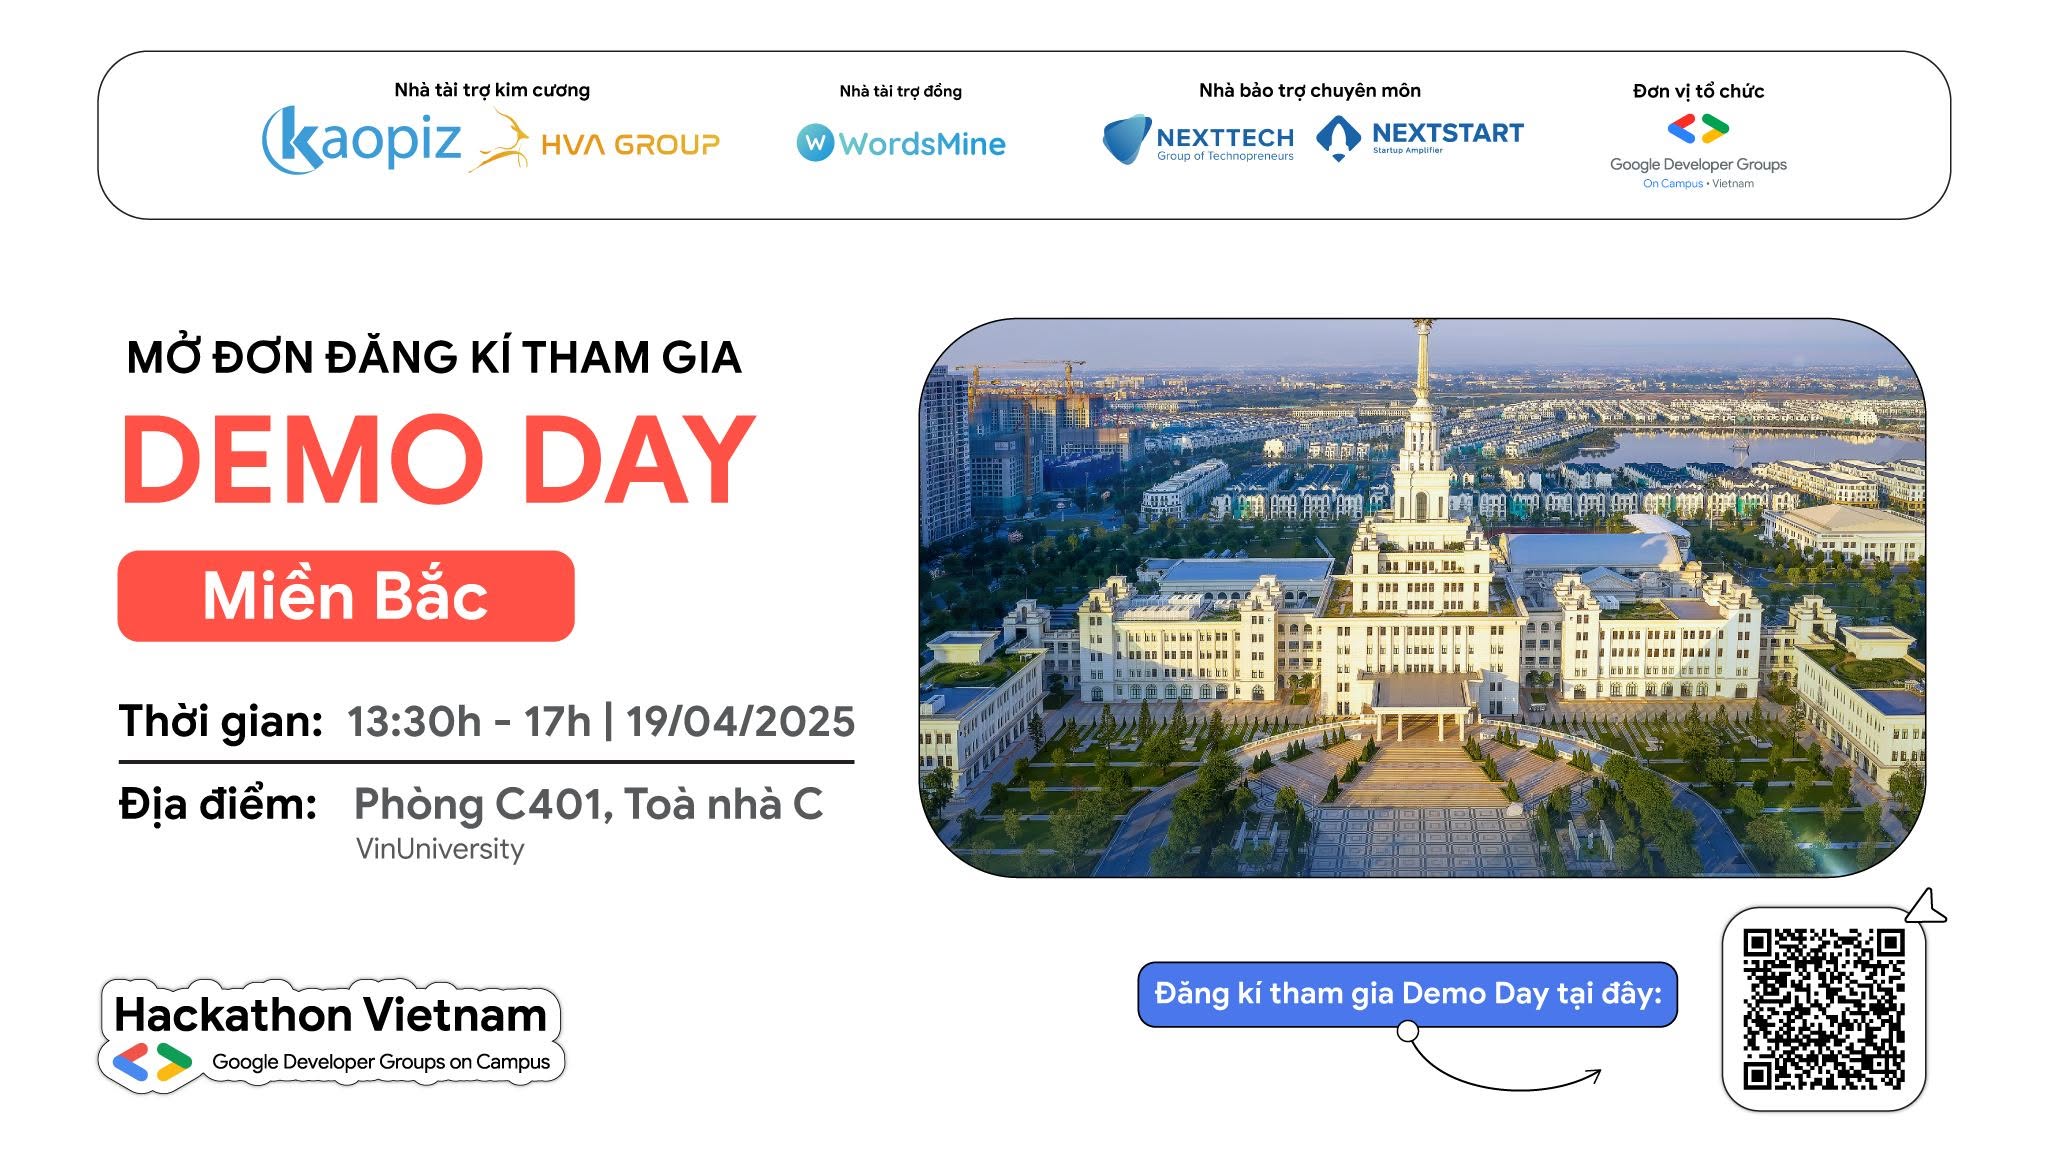 Nhà tài trợ kim cương
kaopiz
HVA GROUP
Nhà tài trợ đồng
W WordsMine
Nhà bảo trợ chuyên môn
NEXTTECH
Group of Technopreneurs
NEXTSTART
Startup Amplifier
Đơn vị tổ chức
Google Developer Groups
On Campus • Vietnam
MỞ ĐƠN ĐĂNG KÍ THAM GIA
DEMO DAY
Miền Bắc
Thời gian: 13:30h - 17h | 19/04/2025
Địa điểm: Phòng C401, Toà nhà C
VinUniversity
Hackathon Vietnam
Google Developer Groups on Campus
Đăng kí tham gia Demo Day tại đây: